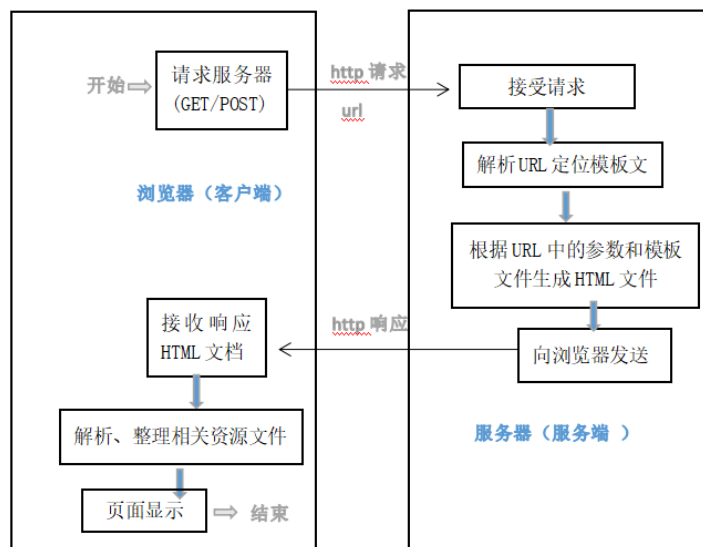 开始
请求服务器
(GET/POST)
http 请求
url
接受请求
解析 URL 定位模板文
浏览器（客户端）
根据 URL 中的参数和模板
文件生成 HTML 文件
http 响应
向浏览器发送
接收响应
HTML 文档
解析、整理相关资源文件
服务器（服务端 ）
页面显示
结束